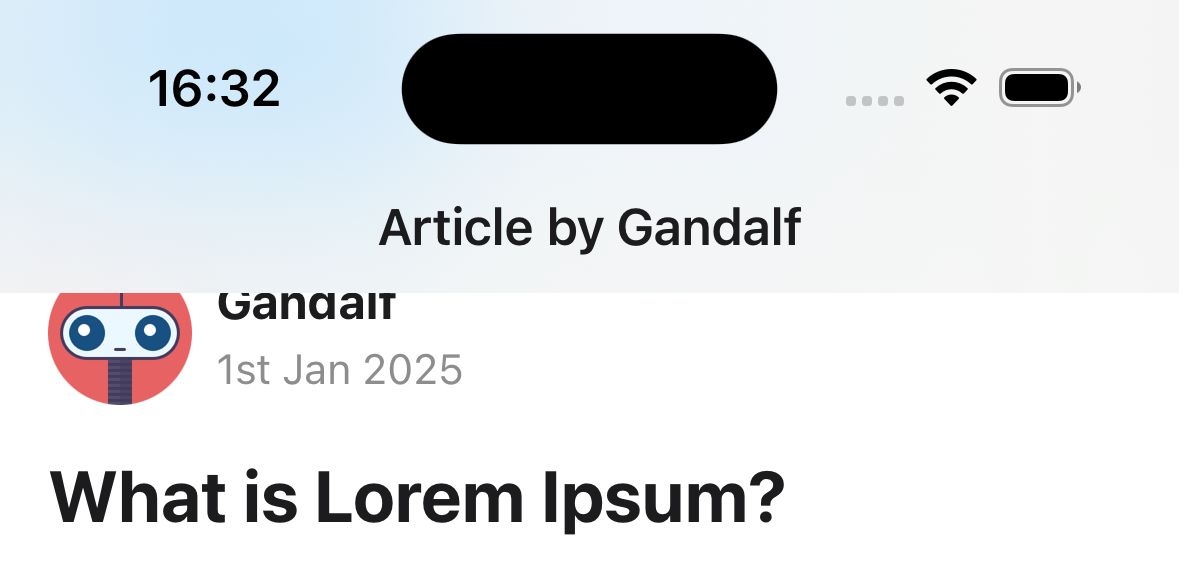 16:32
Article by Gandalf
Gandalf
1st Jan 2025
What is Lorem Ipsum?